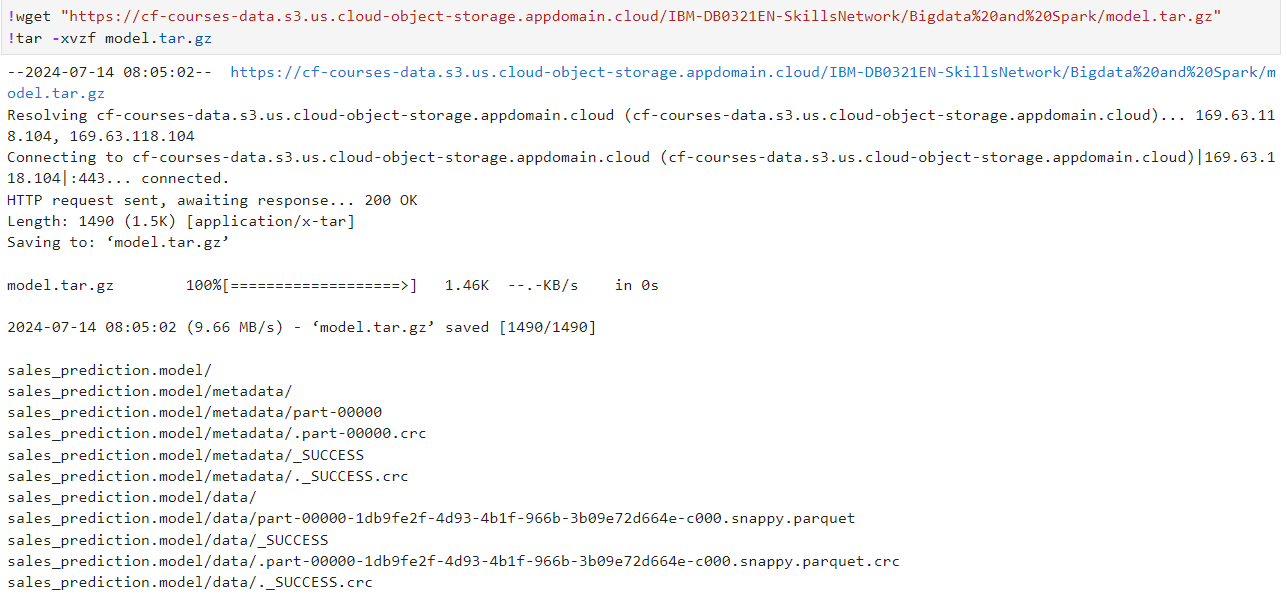 !wget "https://cf-courses-data.s3.us.cloud-object-storage.appdomain.cloud/IBM-DB0321EN-SkillsNetwork/Bigdata%20and%20Spark/model.tar.gz"
!tar -xvzf model.tar.gz
--2024-07-14 08:05:02--  https://cf-courses-data.s3.us.cloud-object-storage.appdomain.cloud/IBM-DB0321EN-SkillsNetwork/Bigdata%20and%20Spark/m
odel.tar.gz
Resolving cf-courses-data.s3.us.cloud-object-storage.appdomain.cloud (cf-courses-data.s3.us.cloud-object-storage.appdomain.cloud)... 169.63.11
8.104, 169.63.118.104
Connecting to cf-courses-data.s3.us.cloud-object-storage.appdomain.cloud (cf-courses-data.s3.us.cloud-object-storage.appdomain.cloud)|169.63.1
18.104|:443... connected.
HTTP request sent, awaiting response... 200 OK
Length: 1490 (1.5K) [application/x-tar]
Saving to: ‘model.tar.gz’
model.tar.gz        100%[===================>]   1.46K  --.-KB/s    in 0s
2024-07-14 08:05:02 (9.66 MB/s) - ‘model.tar.gz’ saved [1490/1490]
sales_prediction.model/
sales_prediction.model/metadata/
sales_prediction.model/metadata/part-00000
sales_prediction.model/metadata/.part-00000.crc
sales_prediction.model/metadata/_SUCCESS
sales_prediction.model/metadata/._SUCCESS.crc
sales_prediction.model/data/
sales_prediction.model/data/part-00000-1db9fe2f-4d93-4b1f-966b-3b09e72d664e-c000.snappy.parquet
sales_prediction.model/data/_SUCCESS
sales_prediction.model/data/.part-00000-1db9fe2f-4d93-4b1f-966b-3b09e72d664e-c000.snappy.parquet.crc
sales_prediction.model/data/._SUCCESS.crc